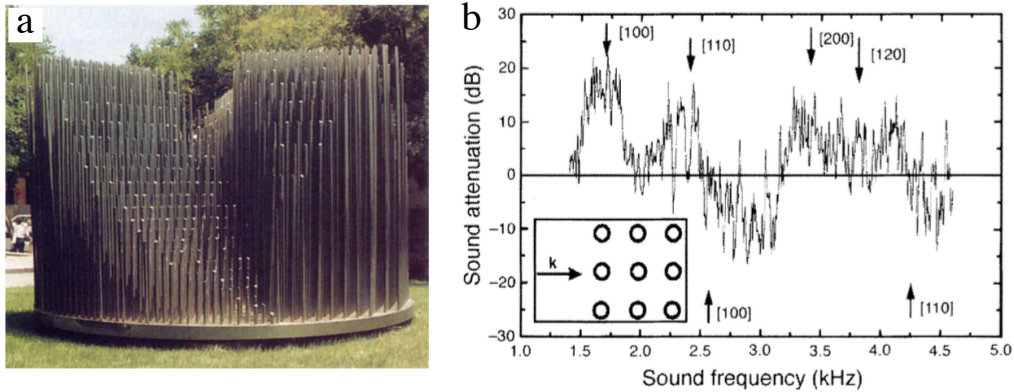 a
b
Sound attenuation (dB)
30
20
10
0
−10
−20
−30
[100]
[110]
[200]
[120]
k
[100]
[110]
1.0 1.5 2.0 2.5 3.0 3.5 4.0 4.5 5.0
Sound frequency (kHz)